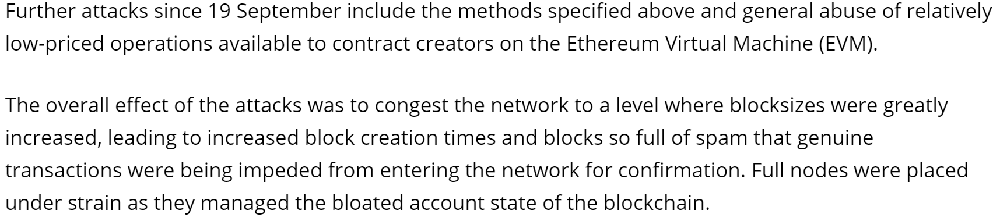 Further attacks since 19 September include the methods specified above and general abuse of relatively
low-priced operations available to contract creators on the Ethereum Virtual Machine (EVM).
The overall effect of the attacks was to congest the network to a level where blocksizes were greatly
increased, leading to increased block creation times and blocks so full of spam that genuine
transactions were being impeded from entering the network for confirmation. Full nodes were placed
under strain as they managed the bloated account state of the blockchain.